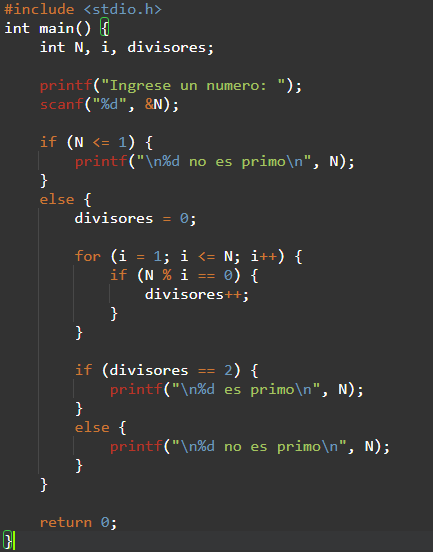 #include <stdio.h>
int main() {
    int N, i, divisores;

    printf("Ingrese un numero: ");
    scanf("%d", &N);

    if (N <= 1) {
        printf("\n%d no es primo\n", N);
    }
    else {
        divisores = 0;

        for (i = 1; i <= N; i++) {
            if (N % i == 0) {
                divisores++;
            }
        }

        if (divisores == 2) {
            printf("\n%d es primo\n", N);
        }
        else {
            printf("\n%d no es primo\n", N);
        }
    }

    return 0;
}